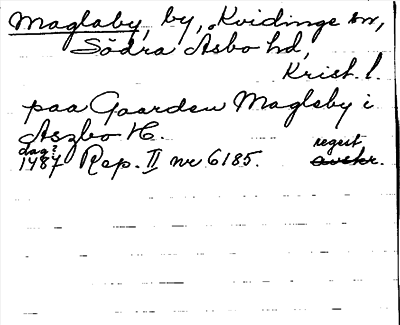 Maglaby, by, Kvidinge sn,
Södra Åsbo hd,
Krist. l.
paa Gaarden Magleby i
Aszbo H.
dag? regest
1487 Rep. II nr 6185. avskr.